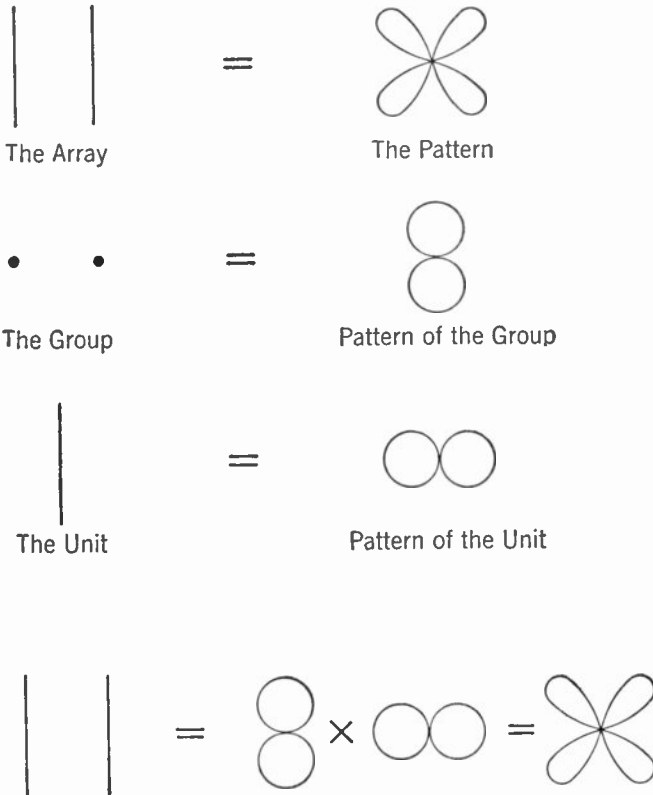 The Array
The Pattern
The Group
Pattern of the Group
The Unit
Pattern of the Unit